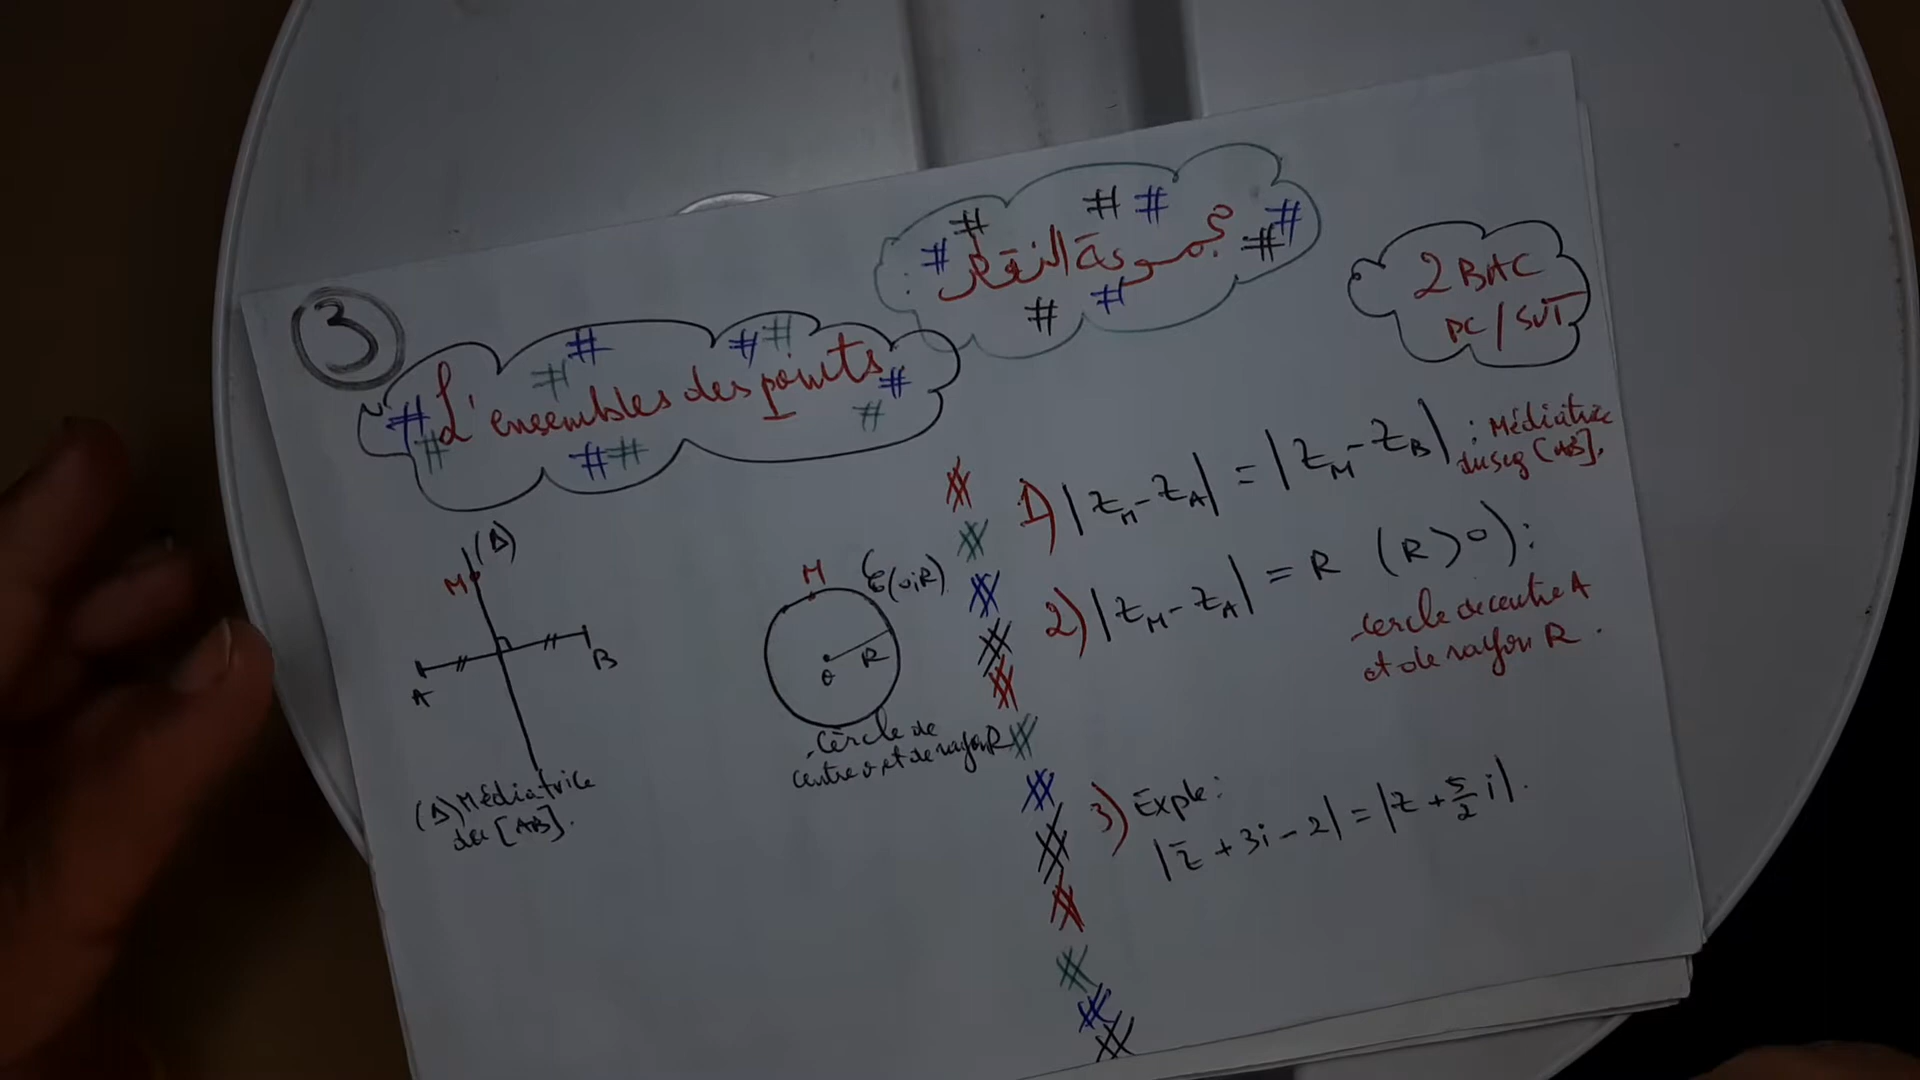 3
مجموعة النقط
2 BAC
PC / SVT
L'ensembles des points
1) |z_M - z_A| = |z_M - z_B| : Médiatrice
du seg [AB].
2) |z_M - z_A| = R (R > 0) :
cercle de centre A
et de rayon R.
(Δ)
M
A
B
(Δ) Médiatrice
de [AB].
M
C(o;R)
R
o
cercle de
centre o et de rayon R
3) Exple :
|z̄ + 3i - 2| = |z + 5/2 i|.